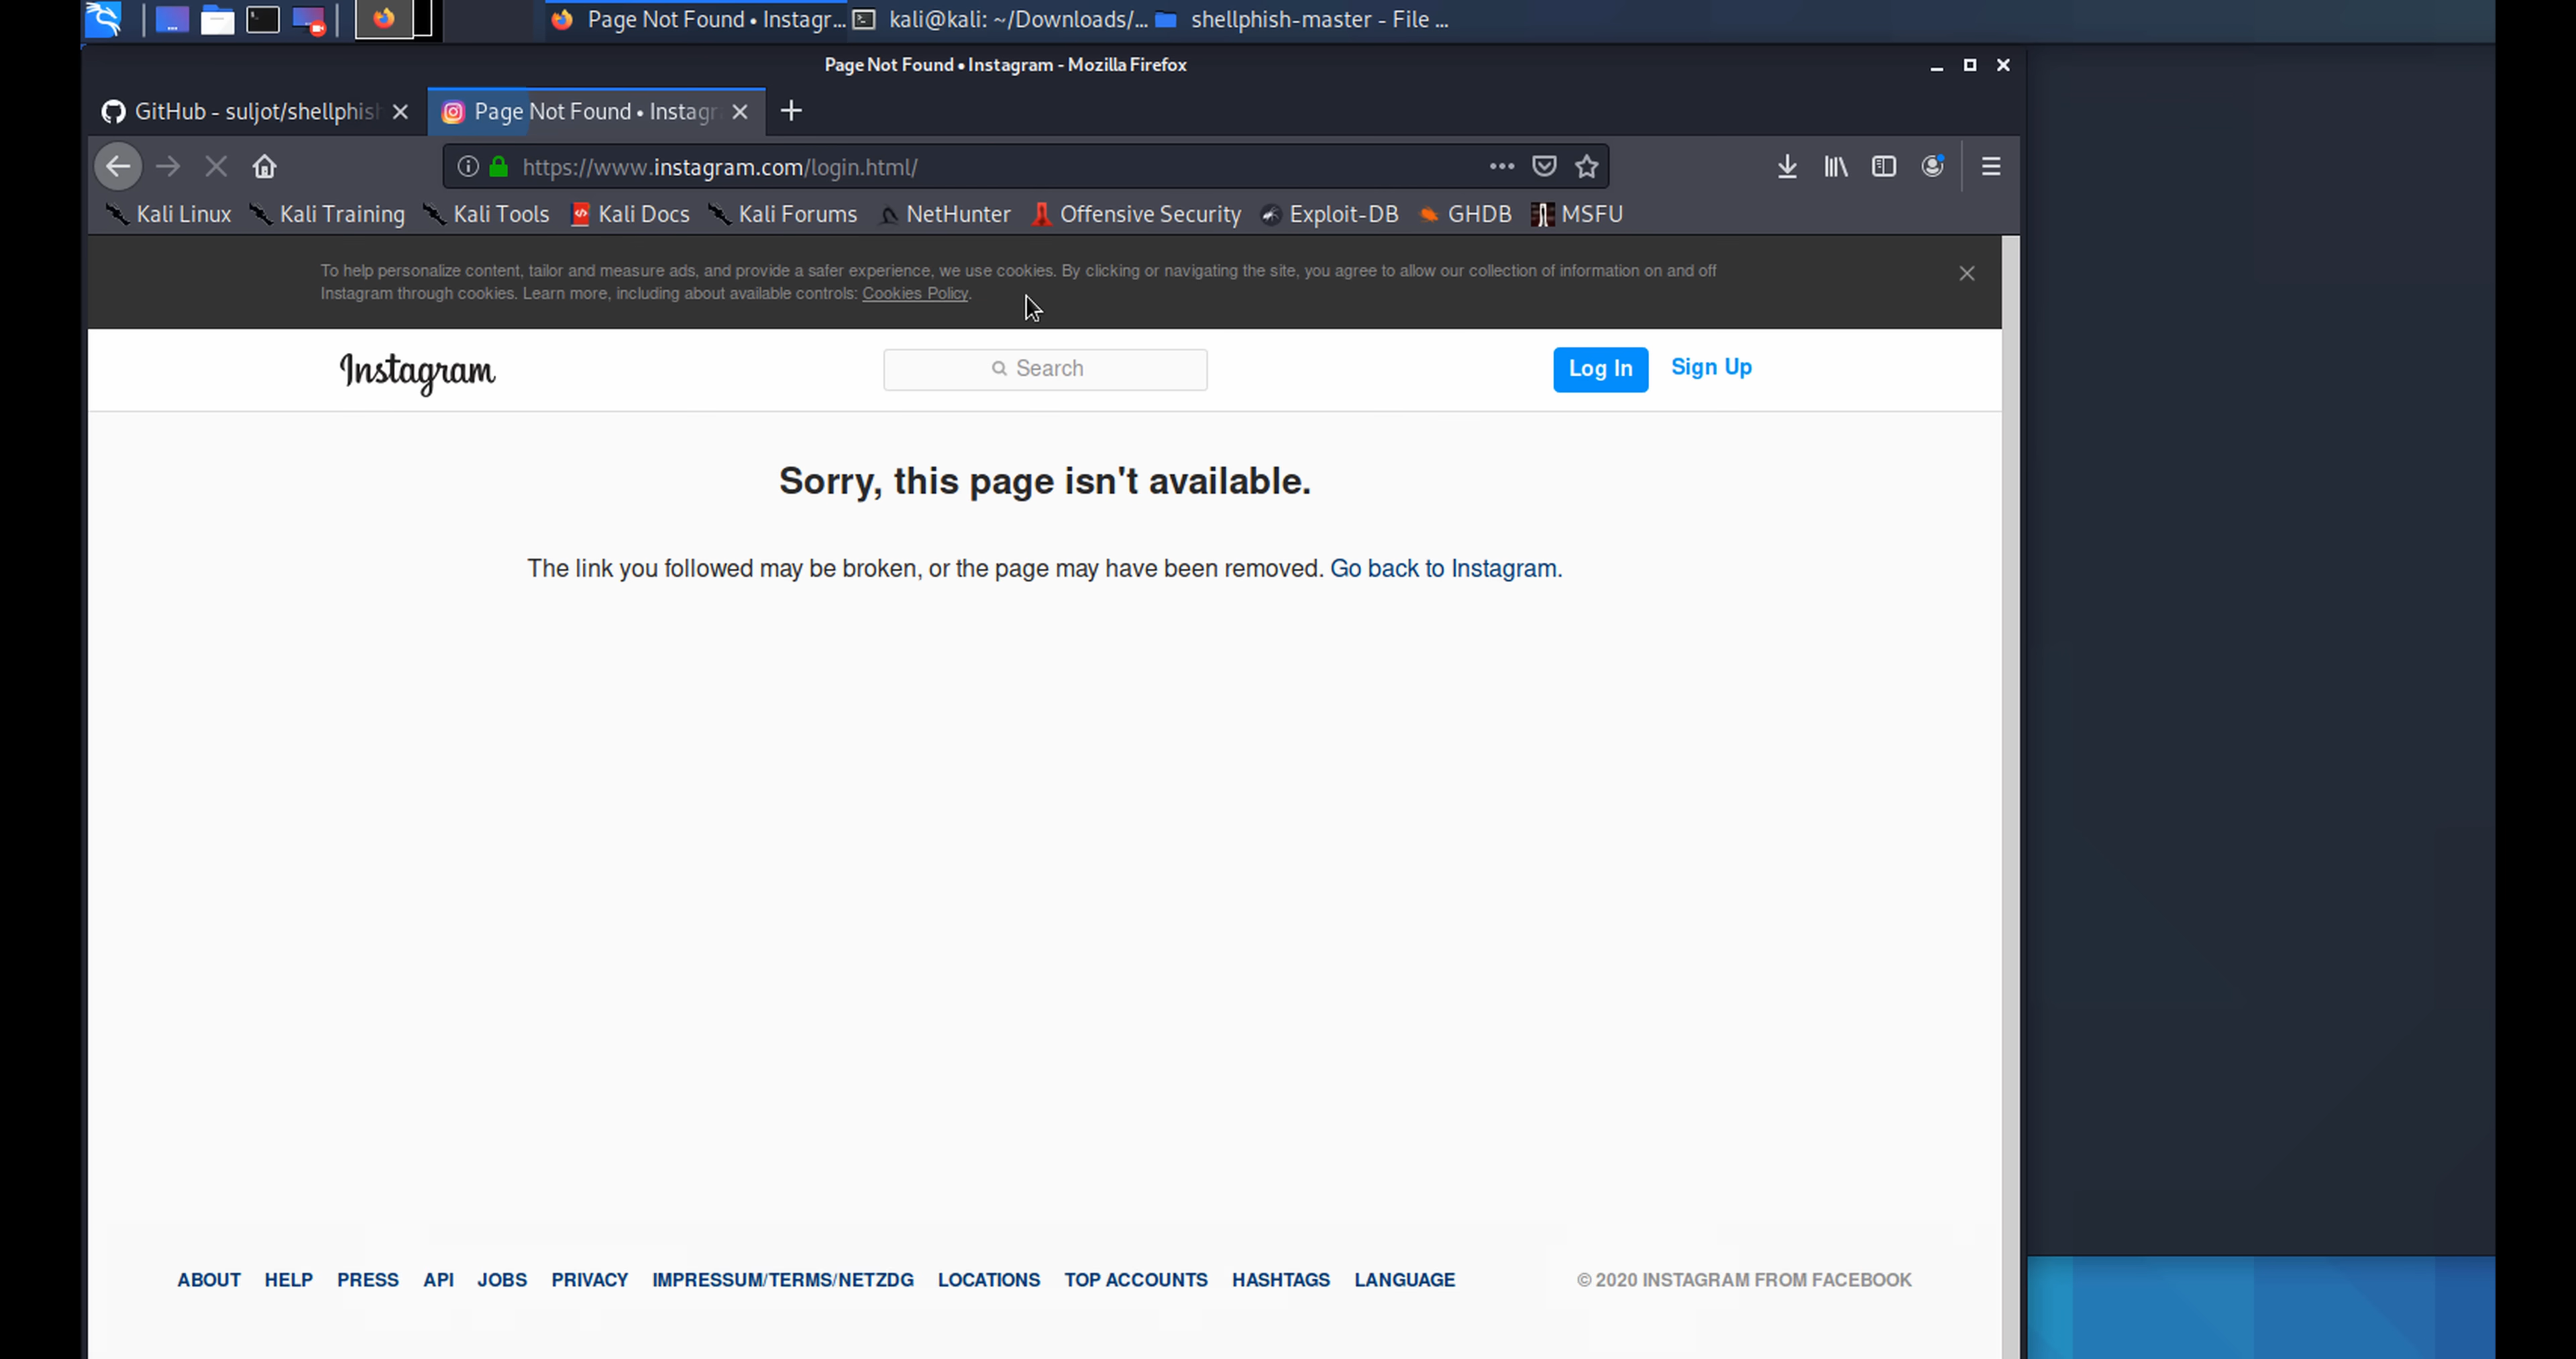 Page Not Found • Instagr... kali@kali: ~/Downloads/... shellphish-master - File ...
Page Not Found • Instagram - Mozilla Firefox
GitHub - suljot/shellphish Page Not Found • Instagr
https://www.instagram.com/login.html/
Kali Linux Kali Training Kali Tools Kali Docs Kali Forums NetHunter Offensive Security Exploit-DB GHDB MSFU
To help personalize content, tailor and measure ads, and provide a safer experience, we use cookies. By clicking or navigating the site, you agree to allow our collection of information on and off
Instagram through cookies. Learn more, including about available controls: Cookies Policy.
Instagram Search Log In Sign Up
Sorry, this page isn't available.
The link you followed may be broken, or the page may have been removed. Go back to Instagram.
ABOUT HELP PRESS API JOBS PRIVACY IMPRESSUM/TERMS/NETZDG LOCATIONS TOP ACCOUNTS HASHTAGS LANGUAGE © 2020 INSTAGRAM FROM FACEBOOK